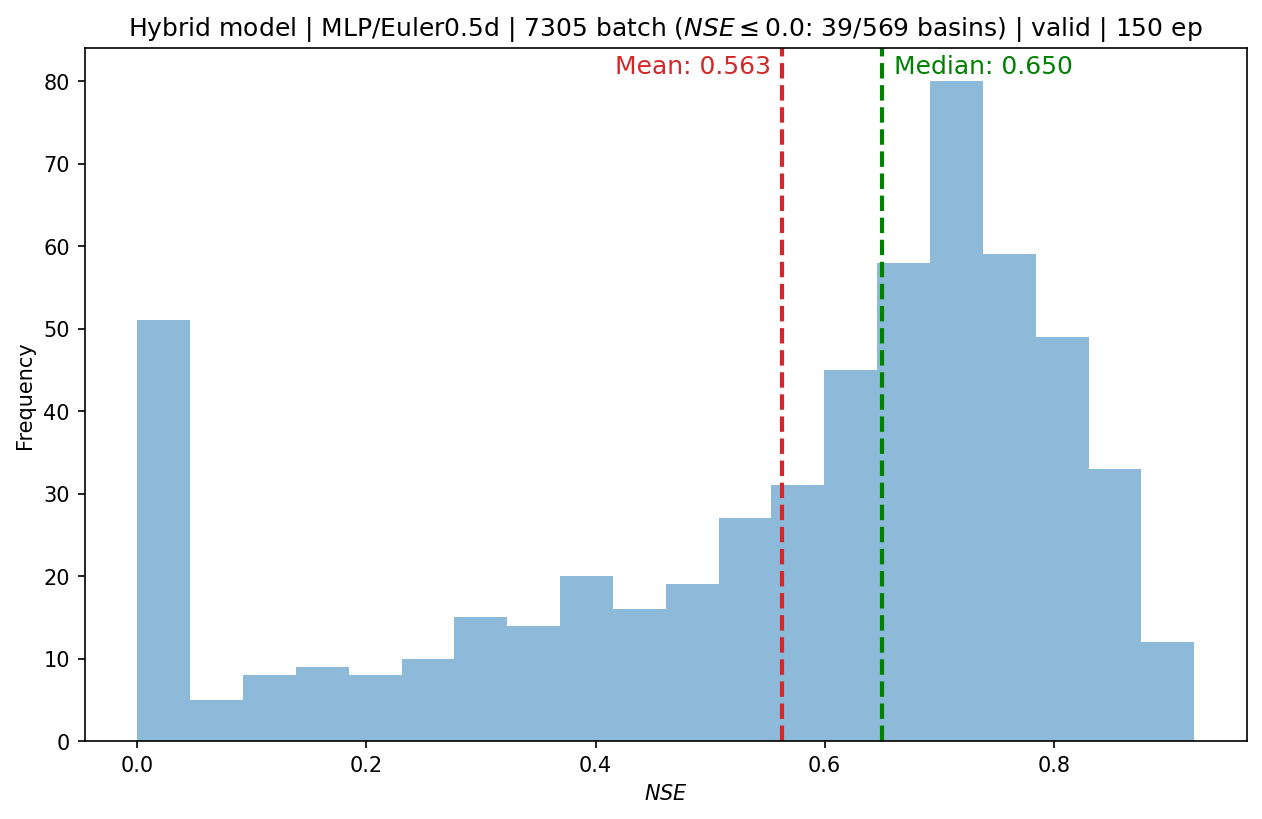 Hybrid model | MLP/Euler0.5d | 7305 batch (NSE ≤ 0.0: 39/569 basins) | valid | 150 ep
Mean: 0.563
Median: 0.650
80
70
60
50
40
30
20
10
0
Frequency
0.0
0.2
0.4
0.6
0.8
NSE